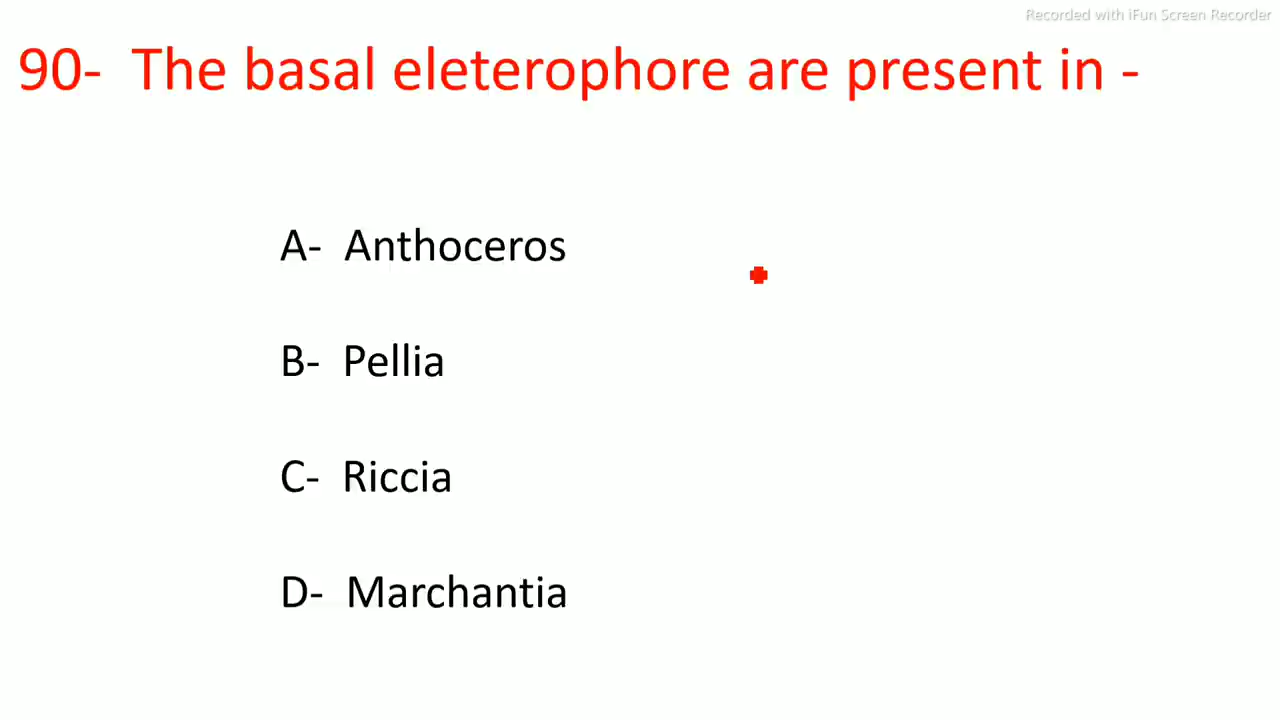 Recorded with iFun Screen Recorder
90- The basal eleterophore are present in -
A- Anthoceros
B- Pellia
C- Riccia
D- Marchantia